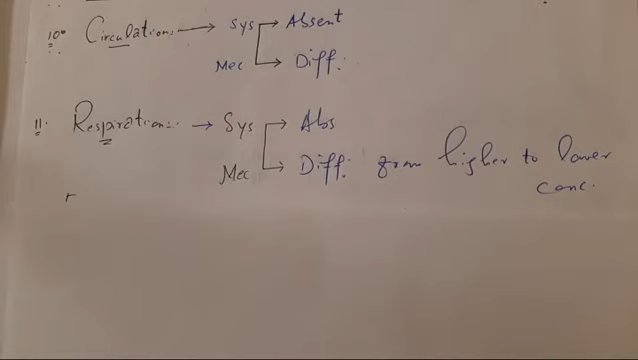 10. Circulation:→ Sys → Absent
Mec → Diff.
11. Respiration:→ Sys → Abs
Mec → Diff. from higher to lower
conc.